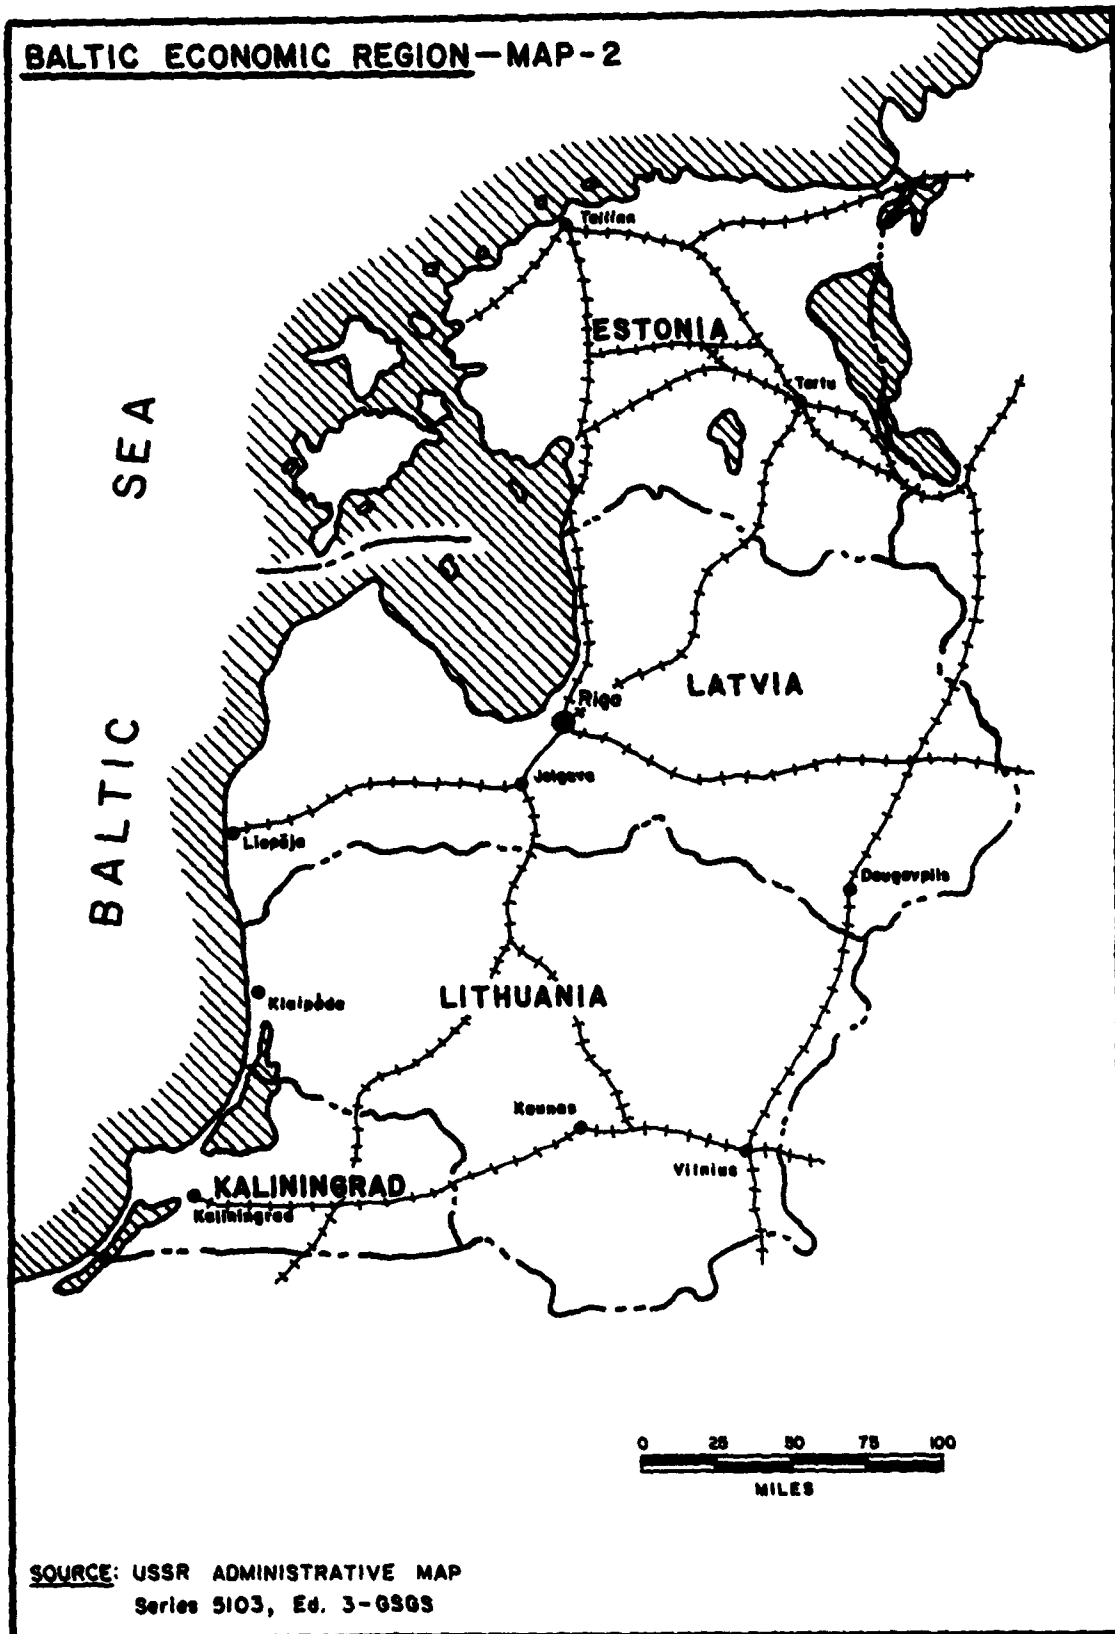 BALTIC ECONOMIC REGION-MAP-2
Tallinn
ESTONIA
Tartu
BALTIC SEA
LATVIA
Riga
Jelgava
Liepāja
Daugavpils
Klaipėda
LITHUANIA
Kaunas
Vilnius
KALININGRAD
Kaliningrad
0 25 50 75 100
MILES
SOURCE: USSR ADMINISTRATIVE MAP
Series 5103, Ed. 3-GSGS